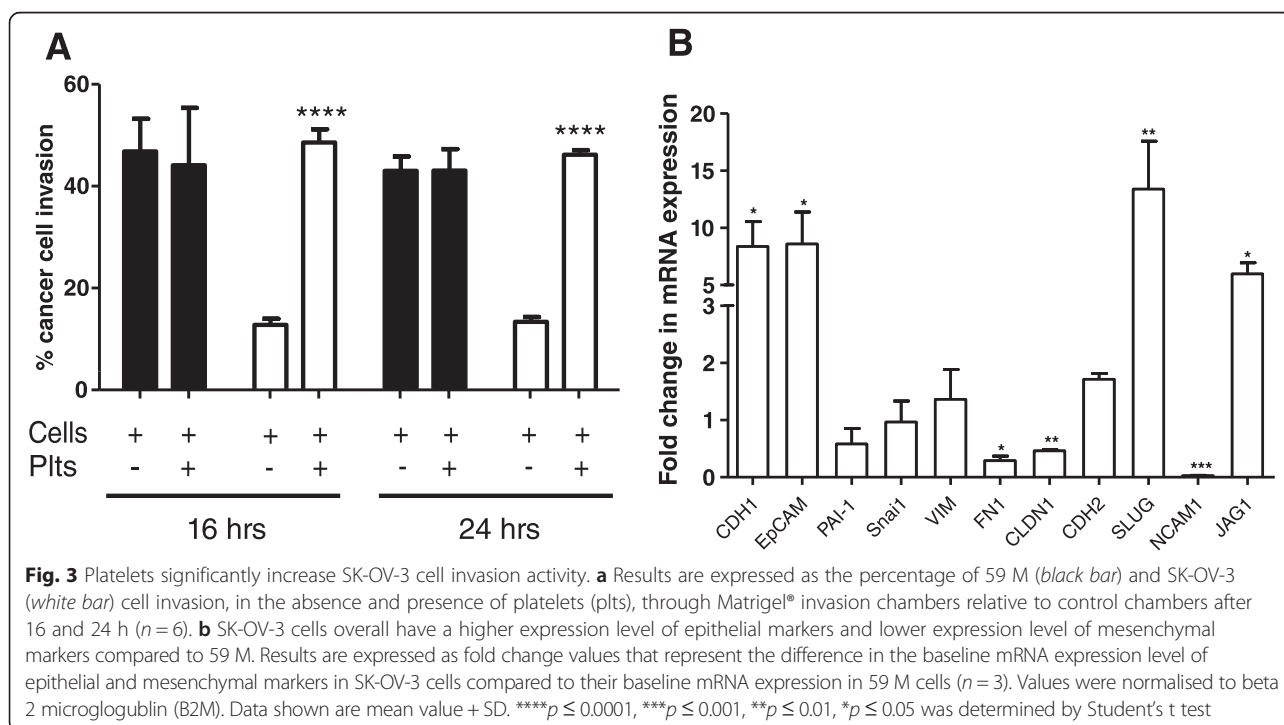 A
60
40
20
0
% cancer cell invasion
****
****
Cells + + + + + + + +
Plts - + - + - + - +
16 hrs
24 hrs
B
20
15
10
5
3
2
1
0
Fold change in mRNA expression
*
*
*
**
**
***
*
CDH1
EpCAM
PAI-1
Snai1
VIM
FN1
CLDN1
CDH2
SLUG
NCAM1
JAG1
Fig. 3 Platelets significantly increase SK-OV-3 cell invasion activity. a Results are expressed as the percentage of 59 M (black bar) and SK-OV-3
(white bar) cell invasion, in the absence and presence of platelets (plts), through Matrigel® invasion chambers relative to control chambers after
16 and 24 h (n = 6). b SK-OV-3 cells overall have a higher expression level of epithelial markers and lower expression level of mesenchymal
markers compared to 59 M. Results are expressed as fold change values that represent the difference in the baseline mRNA expression level of
epithelial and mesenchymal markers in SK-OV-3 cells compared to their baseline mRNA expression in 59 M cells (n = 3). Values were normalised to beta
2 microglogublin (B2M). Data shown are mean value + SD. ****p ≤ 0.0001, ***p ≤ 0.001, **p ≤ 0.01, *p ≤ 0.05 was determined by Student's t test